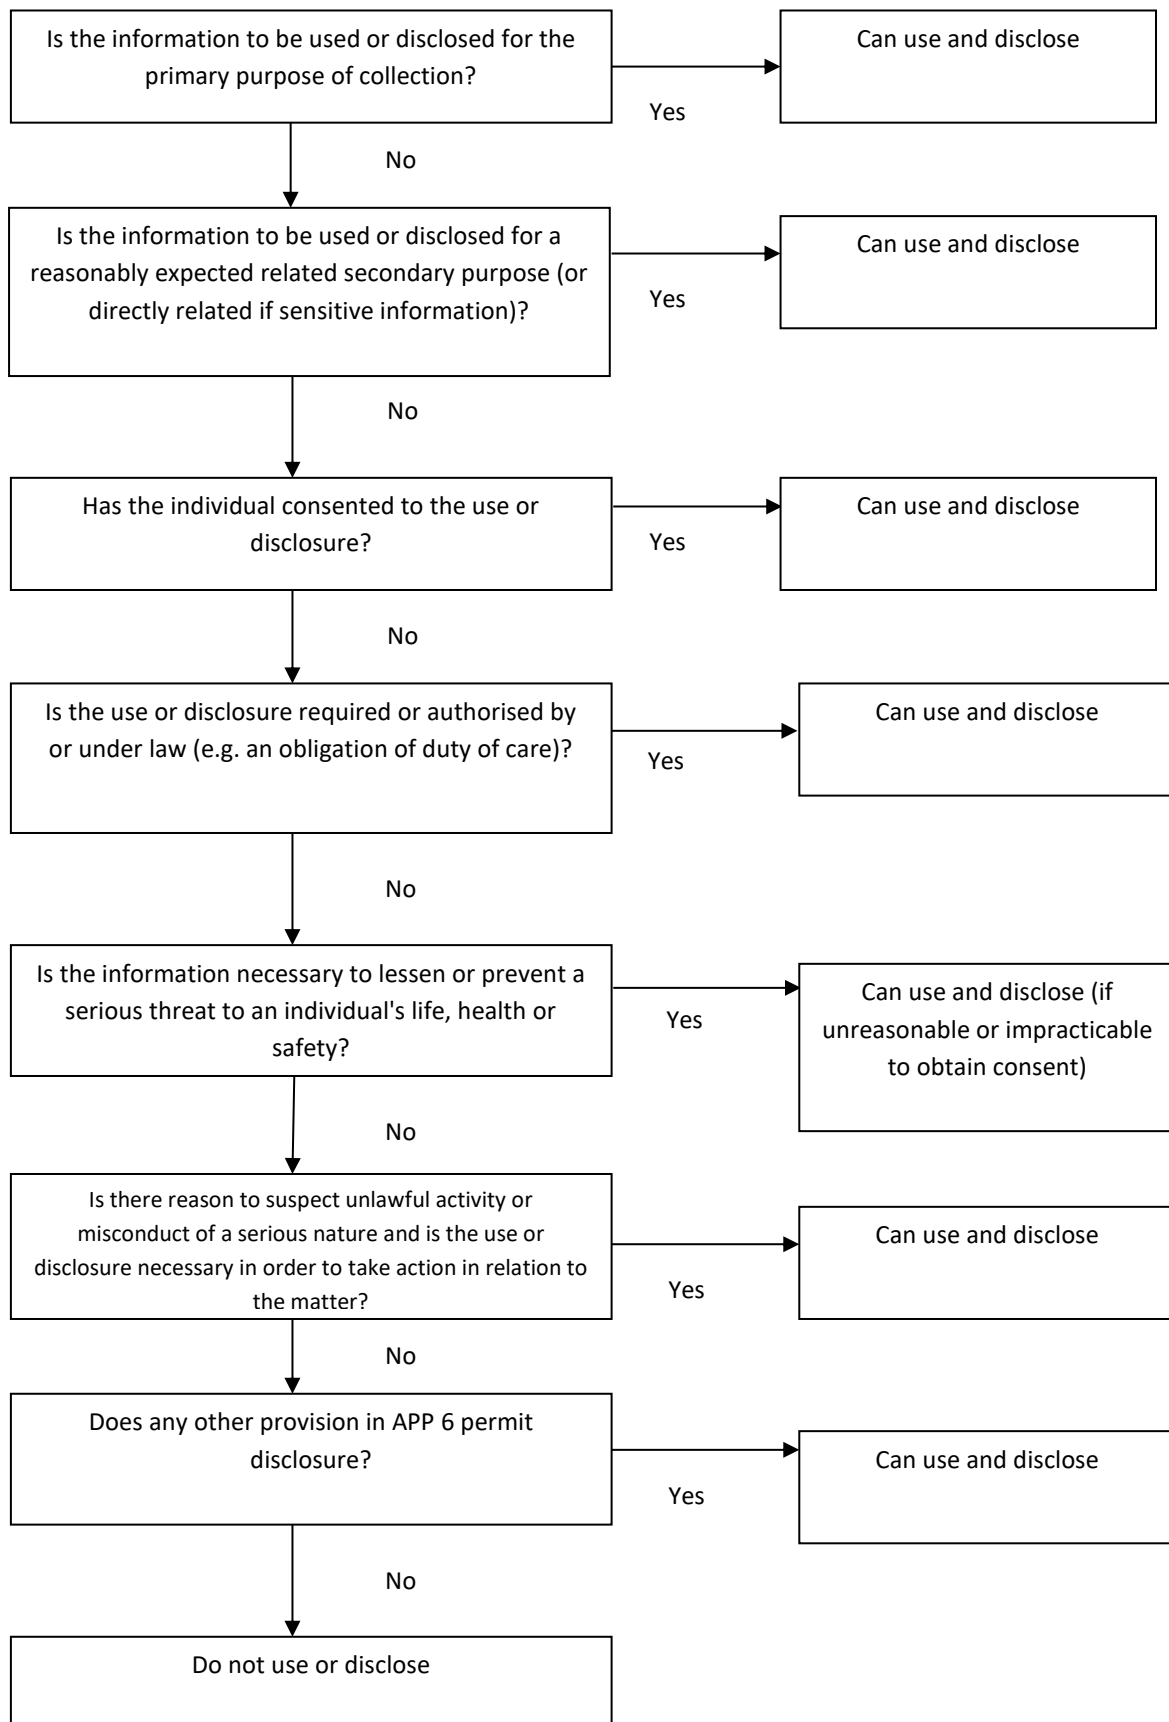 Is the information to be used or disclosed for the
primary purpose of collection?
Can use and disclose
Yes
No
Is the information to be used or disclosed for a
reasonably expected related secondary purpose (or
directly related if sensitive information)?
Can use and disclose
Yes
No
Has the individual consented to the use or
disclosure?
Can use and disclose
Yes
No
Is the use or disclosure required or authorised by
or under law (e.g. an obligation of duty of care)?
Can use and disclose
Yes
No
Is the information necessary to lessen or prevent a
serious threat to an individual's life, health or
safety?
Can use and disclose (if
unreasonable or impracticable
to obtain consent)
Yes
No
Is there reason to suspect unlawful activity or
misconduct of a serious nature and is the use or
disclosure necessary in order to take action in relation to
the matter?
Can use and disclose
Yes
No
Does any other provision in APP 6 permit
disclosure?
Can use and disclose
Yes
No
Do not use or disclose